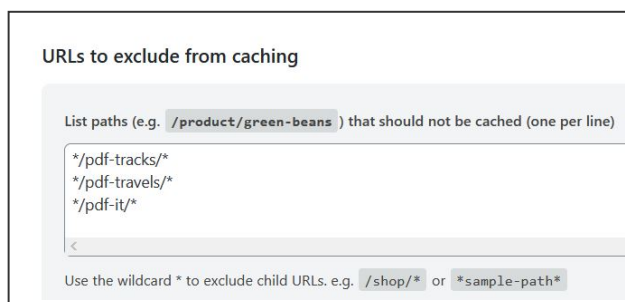 URLs to exclude from caching
List paths (e.g. /product/green-beans ) that should not be cached (one per line)
*/pdf-tracks/*
*/pdf-travels/*
*/pdf-it/*
Use the wildcard * to exclude child URLs. e.g. /shop/* or *sample-path*